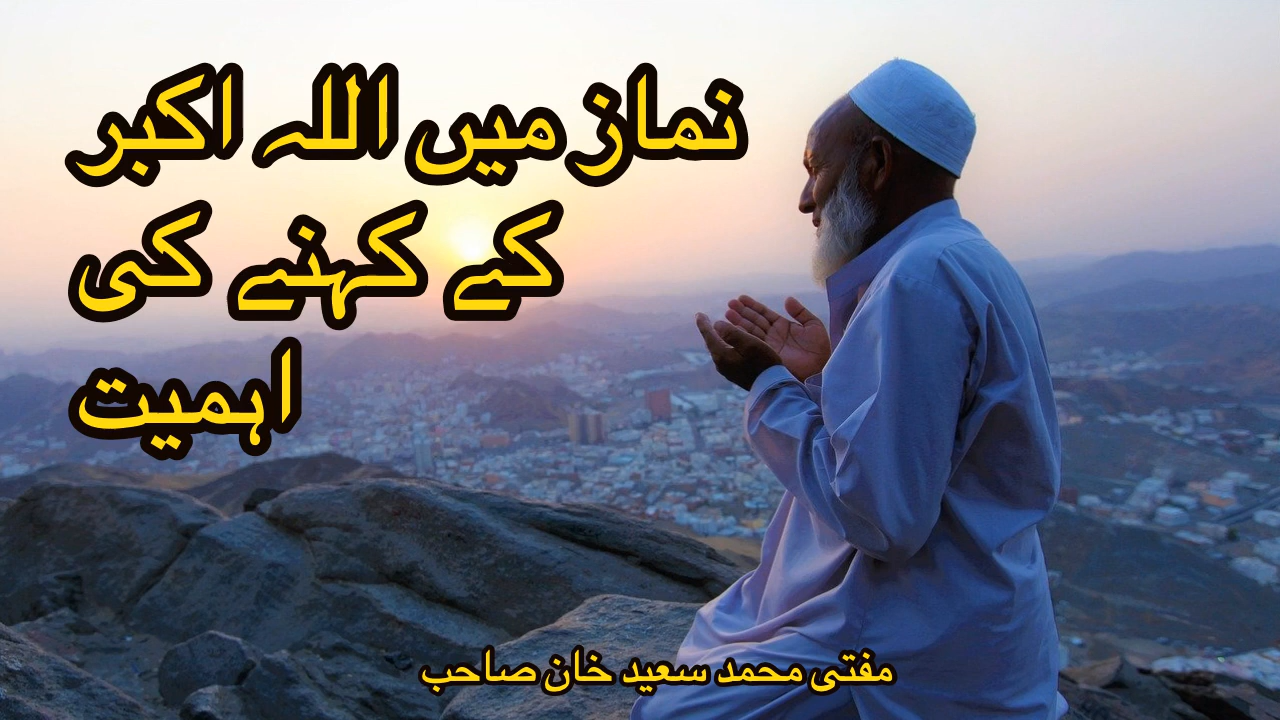 نماز میں اللہ اکبر
کے کہنے کی
اہمیت
مفتی محمد سعید خان صاحب